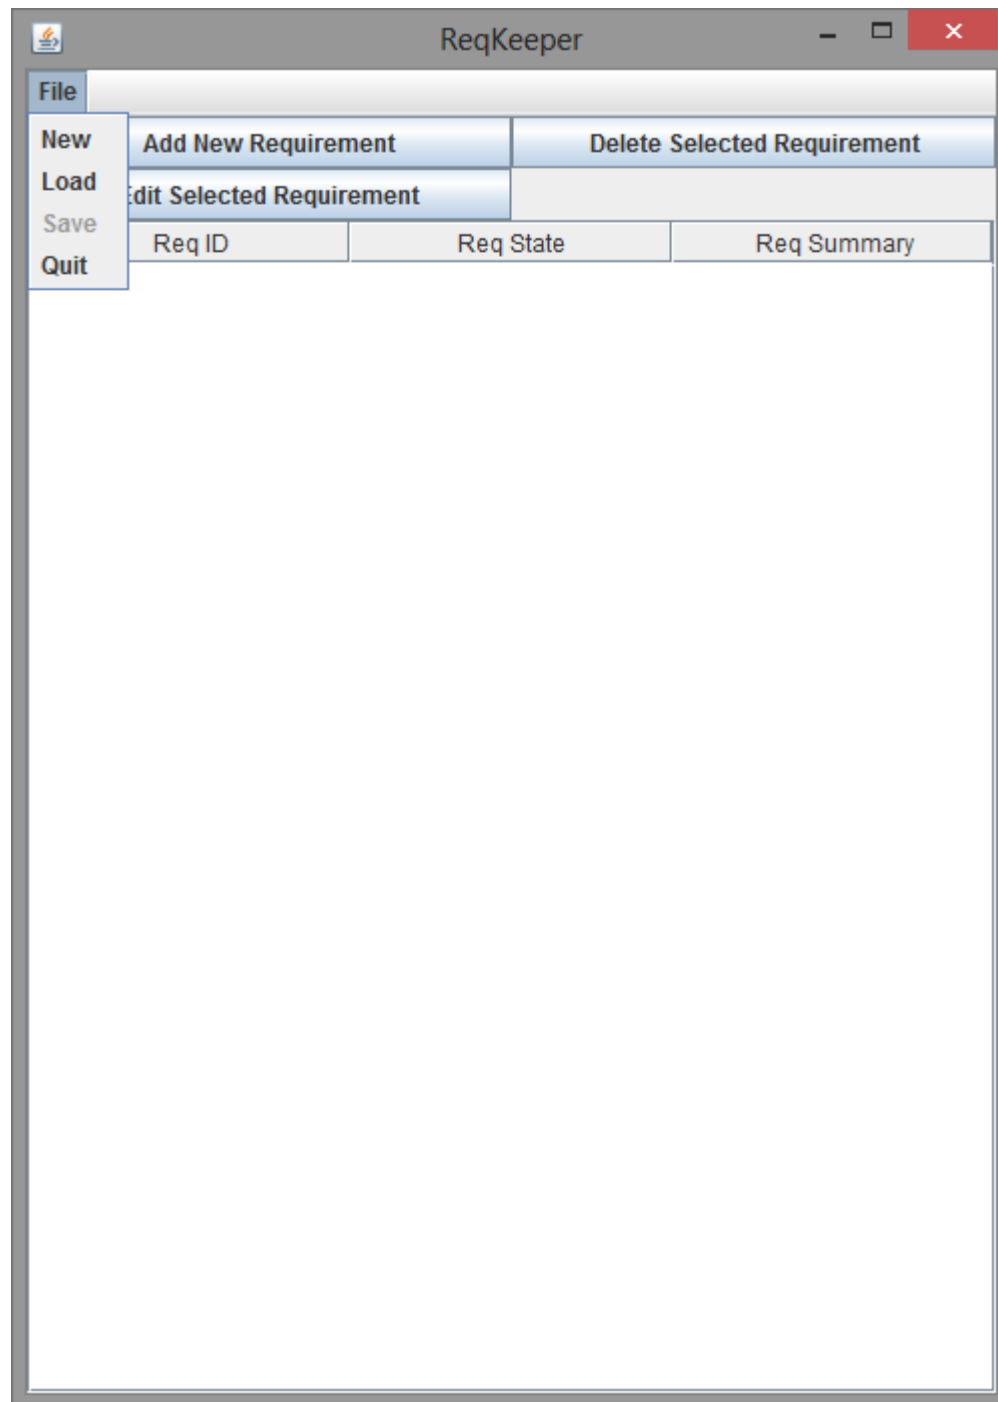 ReqKeeper
File
New
Load
Save
Quit
Add New Requirement Delete Selected Requirement
Edit Selected Requirement
Req ID Req State Req Summary